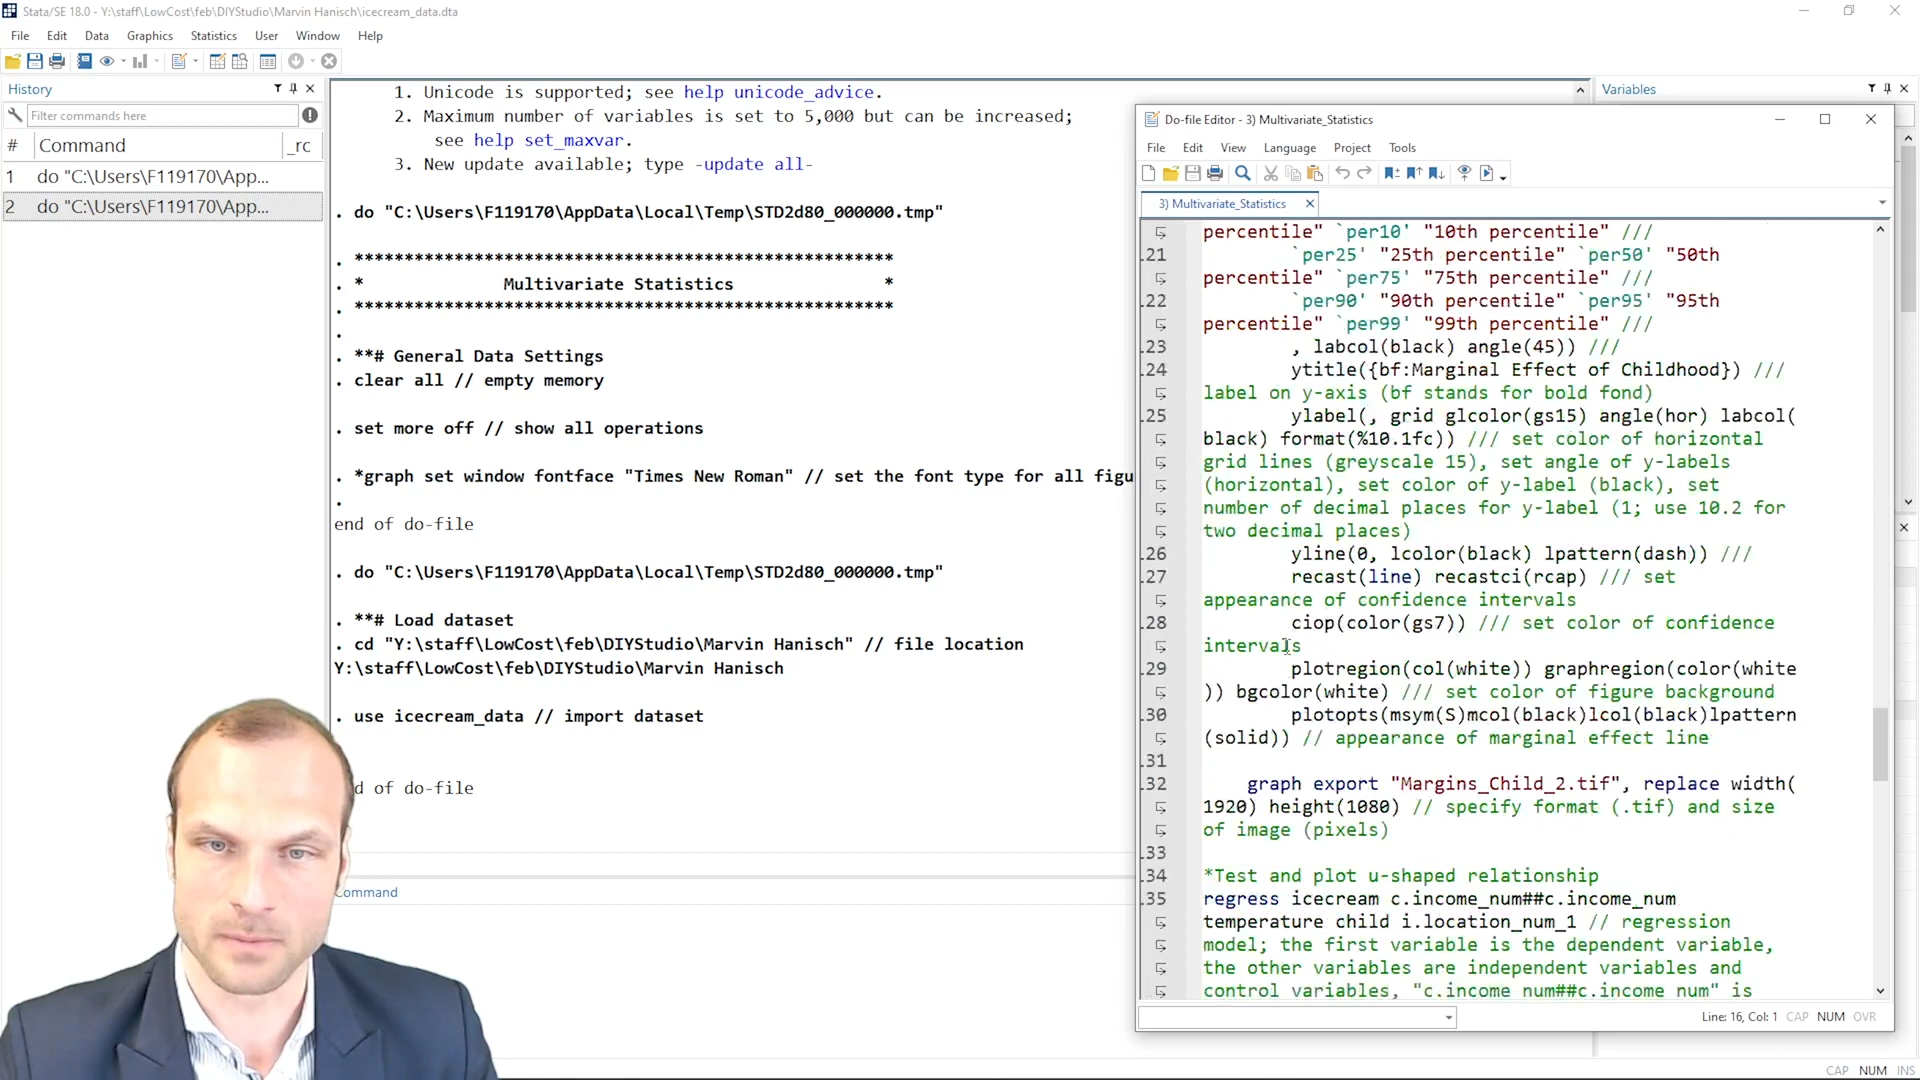 Stata/SE 18.0 - Y:\staff\LowCost\feb\DIYStudio\Marvin Hanisch\icecream_data.dta
File Edit Data Graphics Statistics User Window Help
History
Filter commands here
# Command _rc
1 do "C:\Users\F119170\App...
2 do "C:\Users\F119170\App...
1. Unicode is supported; see help unicode_advice.
2. Maximum number of variables is set to 5,000 but can be increased;
see help set_maxvar.
3. New update available; type -update all-
. do "C:\Users\F119170\AppData\Local\Temp\STD2d80_000000.tmp"
. *****************************************************
. * Multivariate Statistics *
. *****************************************************
.
. **# General Data Settings
. clear all // empty memory
. set more off // show all operations
. *graph set window fontface "Times New Roman" // set the font type for all figu
.
end of do-file
. do "C:\Users\F119170\AppData\Local\Temp\STD2d80_000000.tmp"
. **# Load dataset
. cd "Y:\staff\LowCost\feb\DIYStudio\Marvin Hanisch" // file location
Y:\staff\LowCost\feb\DIYStudio\Marvin Hanisch
. use icecream_data // import dataset
d of do-file
Command
Variables
Do-file Editor - 3) Multivariate_Statistics
File Edit View Language Project Tools
3) Multivariate_Statistics
percentile" `per10' "10th percentile" ///
21 `per25' "25th percentile" `per50' "50th
percentile" `per75' "75th percentile" ///
22 `per90' "90th percentile" `per95' "95th
percentile" `per99' "99th percentile" ///
23 , labcol(black) angle(45)) ///
24 ytitle({bf:Marginal Effect of Childhood}) ///
label on y-axis (bf stands for bold fond)
25 ylabel(, grid glcolor(gs15) angle(hor) labcol(
black) format(%10.1fc)) /// set color of horizontal
grid lines (greyscale 15), set angle of y-labels
(horizontal), set color of y-label (black), set
number of decimal places for y-label (1; use 10.2 for
two decimal places)
26 yline(0, lcolor(black) lpattern(dash)) ///
27 recast(line) recastci(rcap) /// set
appearance of confidence intervals
28 ciop(color(gs7)) /// set color of confidence
intervals
29 plotregion(col(white)) graphregion(color(white
)) bgcolor(white) /// set color of figure background
30 plotopts(msym(S)mcol(black)lcol(black)lpattern
(solid)) // appearance of marginal effect line
31
32 graph export "Margins_Child_2.tif", replace width(
1920) height(1080) // specify format (.tif) and size
of image (pixels)
33
34 *Test and plot u-shaped relationship
35 regress icecream c.income_num##c.income_num
temperature child i.location_num_1 // regression
model; the first variable is the dependent variable,
the other variables are independent variables and
control variables, "c.income_num##c.income_num" is
Line: 16, Col: 1 CAP NUM OVR
CAP NUM INS